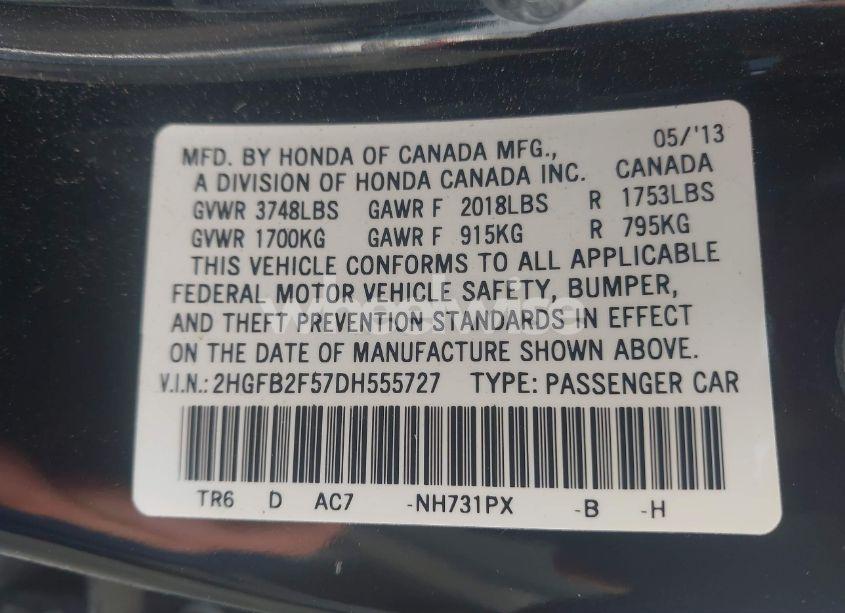 05/'13
MFD. BY HONDA OF CANADA MFG.,
A DIVISION OF HONDA CANADA INC. CANADA
GVWR 3748LBS GAWR F 2018LBS R 1753LBS
GVWR 1700KG GAWR F 915KG R 795KG
THIS VEHICLE CONFORMS TO ALL APPLICABLE
FEDERAL MOTOR VEHICLE SAFETY, BUMPER,
AND THEFT PREVENTION STANDARDS IN EFFECT
ON THE DATE OF MANUFACTURE SHOWN ABOVE.
V.I.N.: 2HGFB2F57DH555727 TYPE: PASSENGER CAR
TR6 D AC7 -NH731PX -B -H